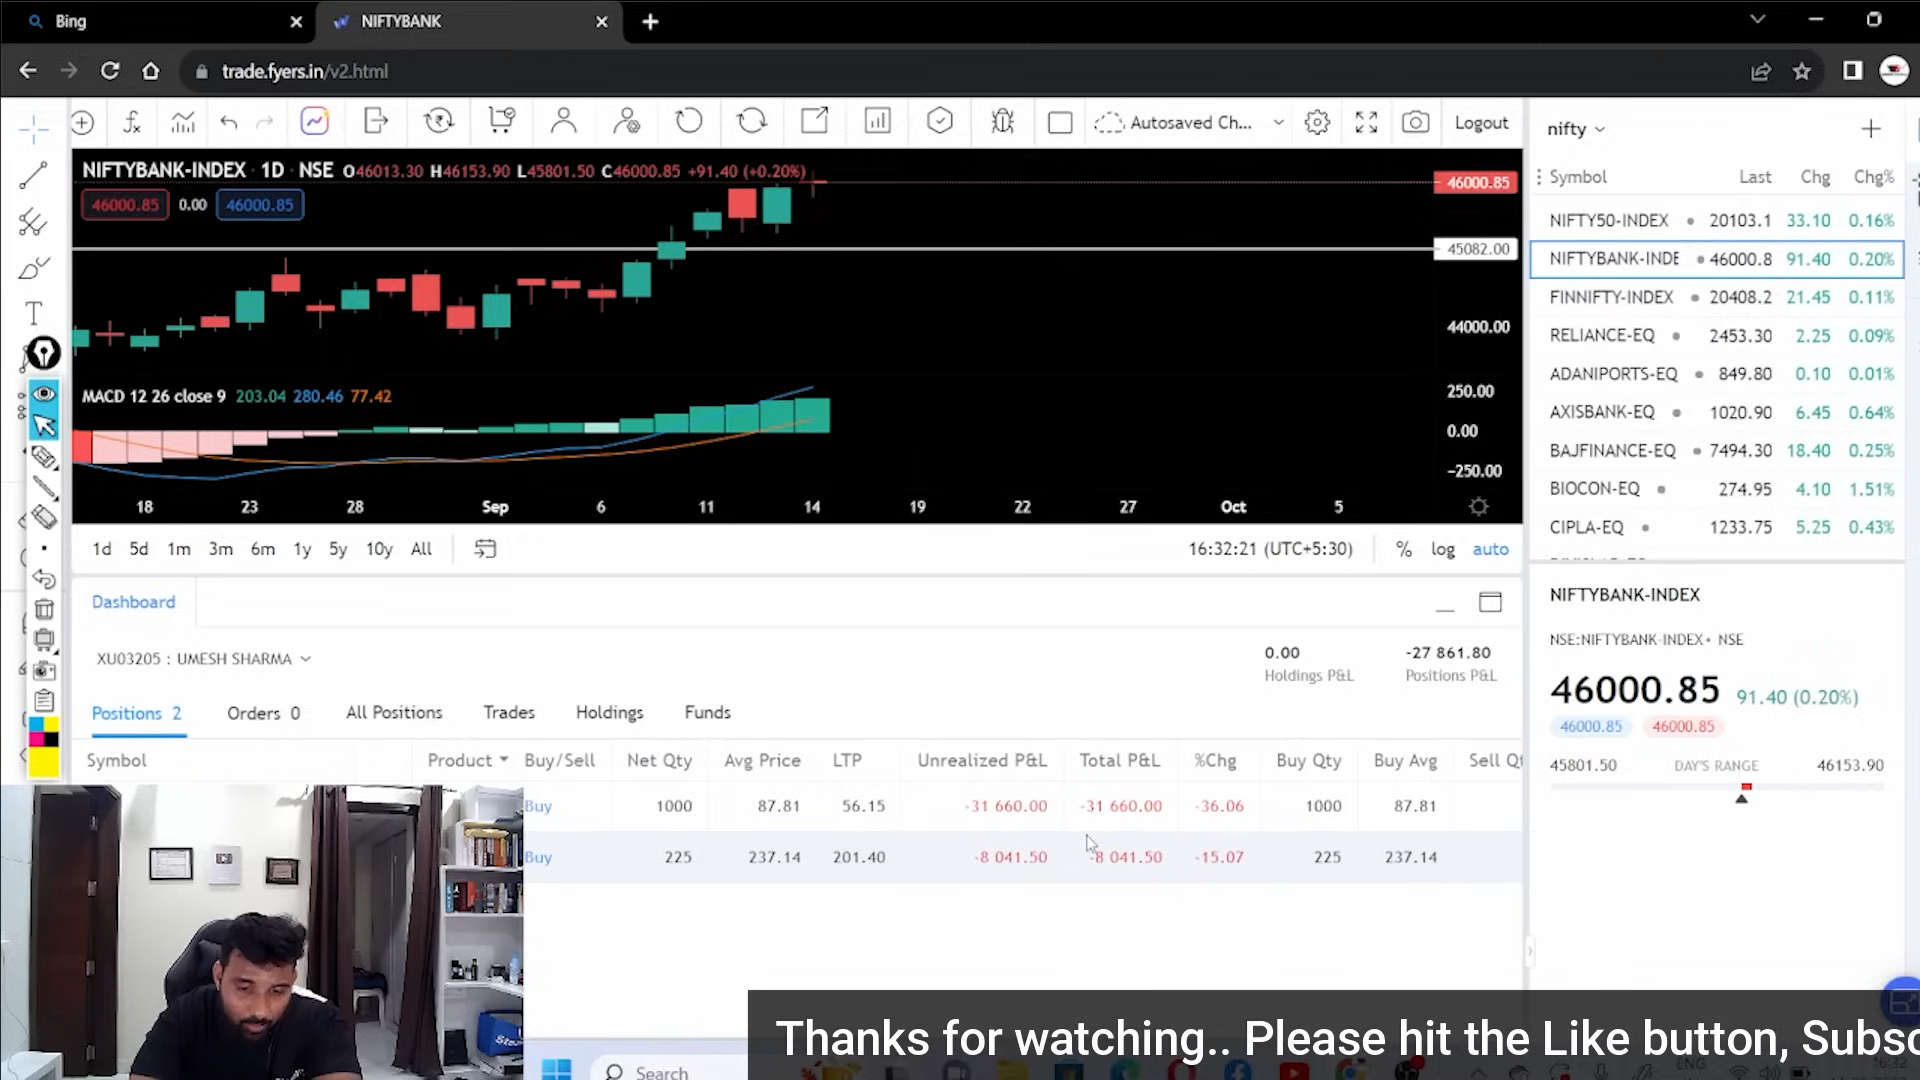 Bing
NIFTYBANK
trade.fyers.in/v2.html
Autosaved Ch...
Logout
NIFTYBANK-INDEX · 1D · NSE O46013.30 H46153.90 L45801.50 C46000.85 +91.40 (+0.20%)
46000.85 0.00 46000.85
46000.85
45082.00
44000.00
MACD 12 26 close 9 203.04 280.46 77.42
250.00
0.00
-250.00
18 23 28 Sep 6 11 14 19 22 27 Oct 5
1d 5d 1m 3m 6m 1y 5y 10y All
16:32:21 (UTC+5:30) % log auto
nifty
Symbol Last Chg Chg%
NIFTY50-INDEX 20103.1 33.10 0.16%
NIFTYBANK-INDE 46000.8 91.40 0.20%
FINNIFTY-INDEX 20408.2 21.45 0.11%
RELIANCE-EQ 2453.30 2.25 0.09%
ADANIPORTS-EQ 849.80 0.10 0.01%
AXISBANK-EQ 1020.90 6.45 0.64%
BAJFINANCE-EQ 7494.30 18.40 0.25%
BIOCON-EQ 274.95 4.10 1.51%
CIPLA-EQ 1233.75 5.25 0.43%
NIFTYBANK-INDEX
NSE:NIFTYBANK-INDEX • NSE
46000.85 91.40 (0.20%)
46000.85 46000.85
45801.50 DAY'S RANGE 46153.90
Dashboard
XU03205 : UMESH SHARMA
0.00
Holdings P&L
-27 861.80
Positions P&L
Positions 2 Orders 0 All Positions Trades Holdings Funds
Symbol Product Buy/Sell Net Qty Avg Price LTP Unrealized P&L Total P&L %Chg Buy Qty Buy Avg Sell Qt
Buy 1000 87.81 56.15 -31 660.00 -31 660.00 -36.06 1000 87.81
Buy 225 237.14 201.40 -8 041.50 -8 041.50 -15.07 225 237.14
Thanks for watching.. Please hit the Like button, Subsc
Search
ENG